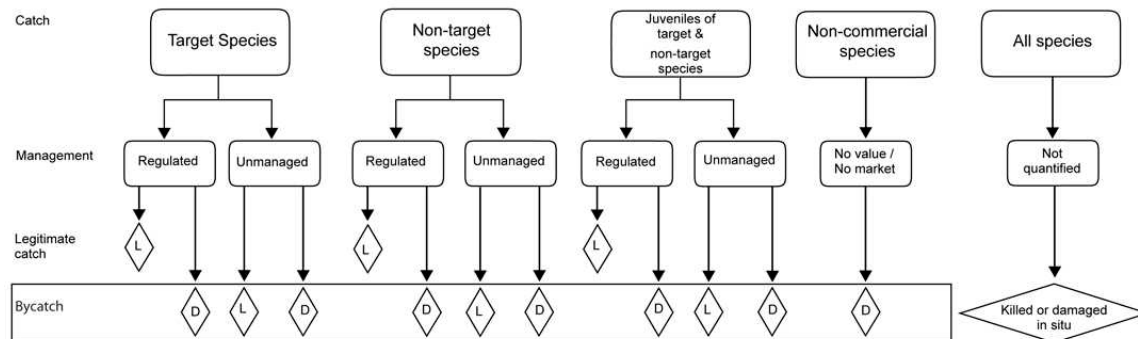 Catch
Target Species
Non-target
species
Juveniles of
target &
non-target
species
Non-commercial
species
All species
Management
Regulated
Unmanaged
Regulated
Unmanaged
Regulated
Unmanaged
No value /
No market
Not
quantified
Legitimate
catch
L
L
L
Bycatch
D
L
D
D
L
D
D
L
D
D
Killed or damaged
in situ